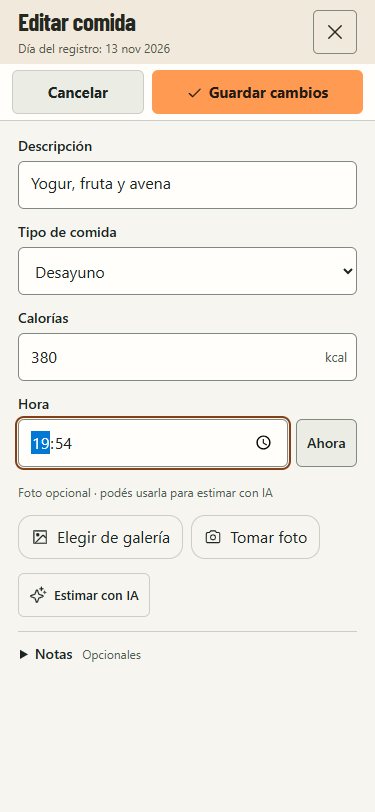 Editar comida
Día del registro: 13 nov 2026
Cancelar
Guardar cambios
Descripción
Yogur, fruta y avena
Tipo de comida
Desayuno
Calorías
380 kcal
Hora
19:54
Ahora
Foto opcional · podés usarla para estimar con IA
Elegir de galería
Tomar foto
Estimar con IA
Notas Opcionales